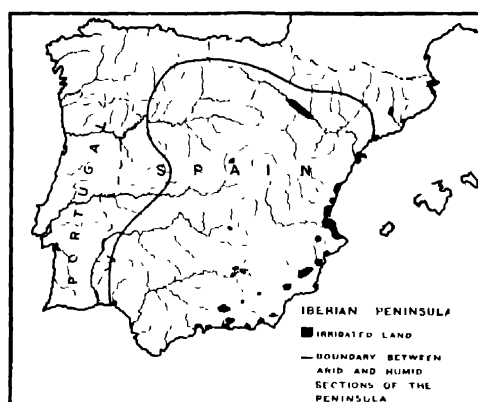 PORTUGAL
SPAIN
IBERIAN PENINSULA
IRRIGATED LAND
BOUNDARY BETWEEN
ARID AND HUMID
SECTIONS OF THE
PENINSULA